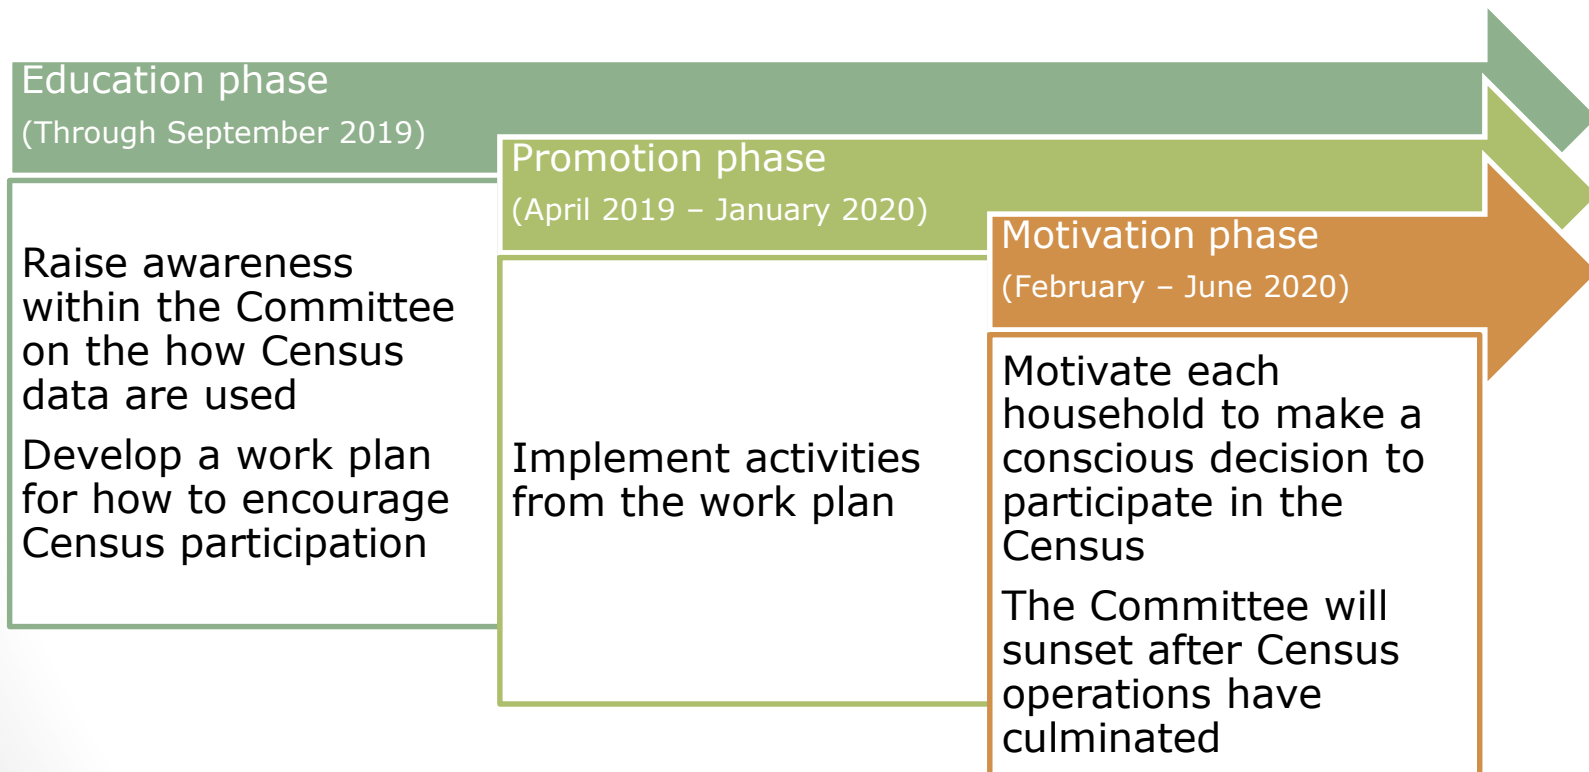 Education phase
(Through September 2019)
Raise awareness
within the Committee
on the how Census
data are used
Develop a work plan
for how to encourage
Census participation
Promotion phase
(April 2019 – January 2020)
Implement activities
from the work plan
Motivation phase
(February – June 2020)
Motivate each
household to make a
conscious decision to
participate in the
Census
The Committee will
sunset after Census
operations have
culminated